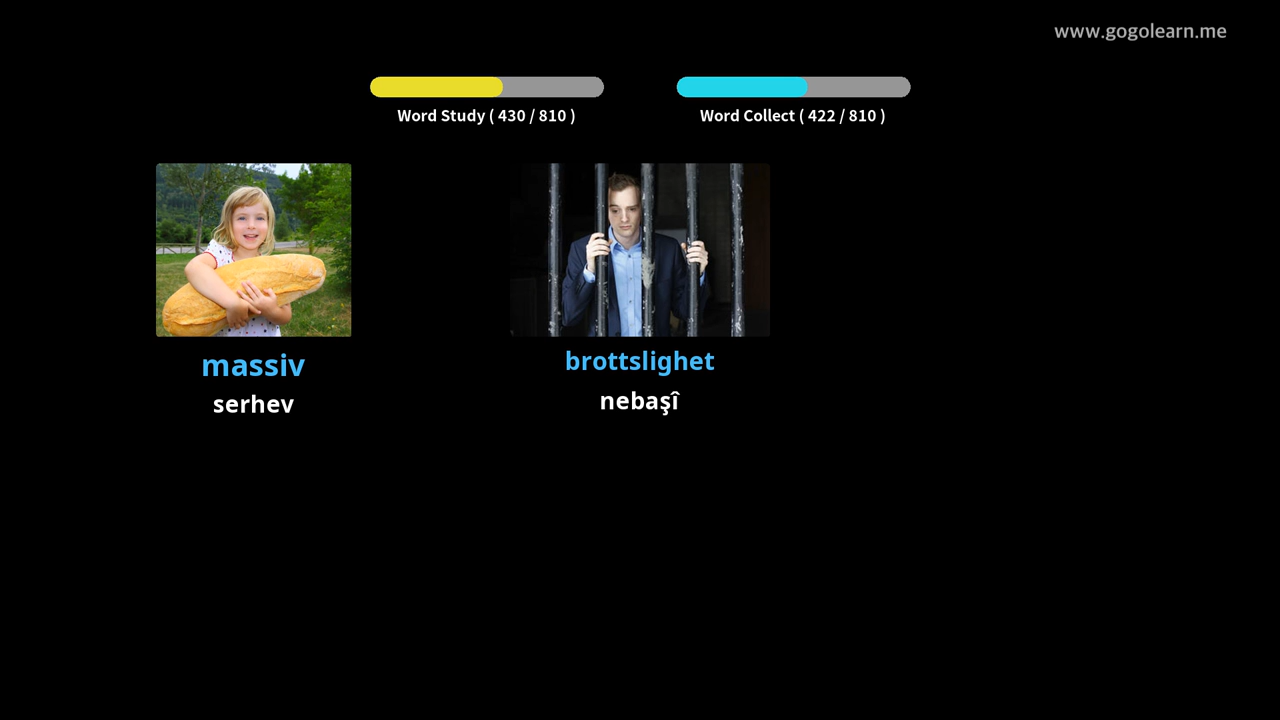 www.gogolearn.me
Word Study ( 430 / 810 )
Word Collect ( 422 / 810 )
massiv
serhev
brottslighet
nebaşî